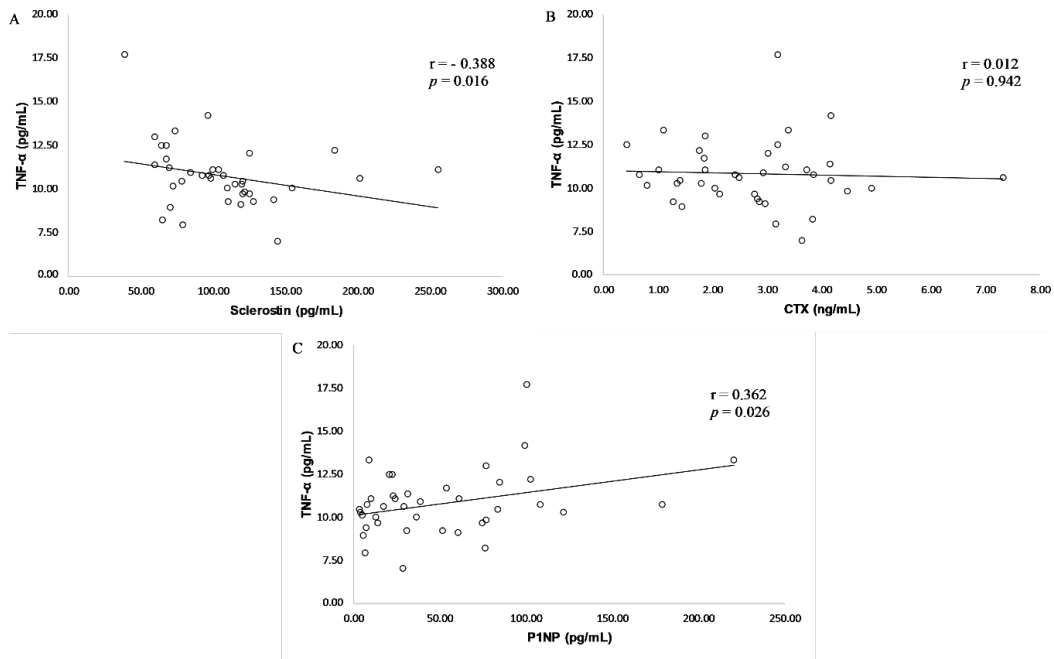 A
20.00
17.50
15.00
12.50
10.00
7.50
5.00
2.50
0.00
TNF-α (pg/mL)
r = - 0.388
p = 0.016
0.00 50.00 100.00 150.00 200.00 250.00 300.00
Sclerostin (pg/mL)
B
20.00
17.50
15.00
12.50
10.00
7.50
5.00
2.50
0.00
TNF-α (pg/mL)
r = 0.012
p = 0.942
0.00 1.00 2.00 3.00 4.00 5.00 6.00 7.00 8.00
CTX (ng/mL)
C
20.00
17.50
15.00
12.50
10.00
7.50
5.00
2.50
0.00
TNF-α (pg/mL)
r = 0.362
p = 0.026
0.00 50.00 100.00 150.00 200.00 250.00
P1NP (pg/mL)